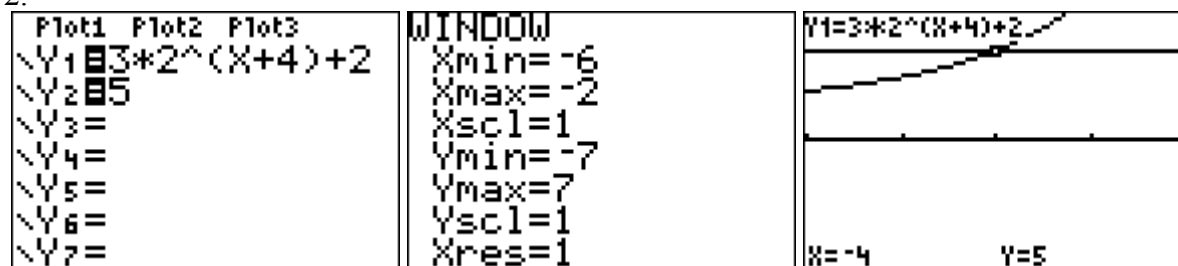 2.
Plot1 Plot2 Plot3
\Y1=3*2^(X+4)+2
\Y2=5
\Y3=
\Y4=
\Y5=
\Y6=
\Y7=
WINDOW
Xmin=-6
Xmax=-2
Xscl=1
Ymin=-7
Ymax=7
Yscl=1
Xres=1
Y1=3*2^(X+4)+2
X=-4 Y=5